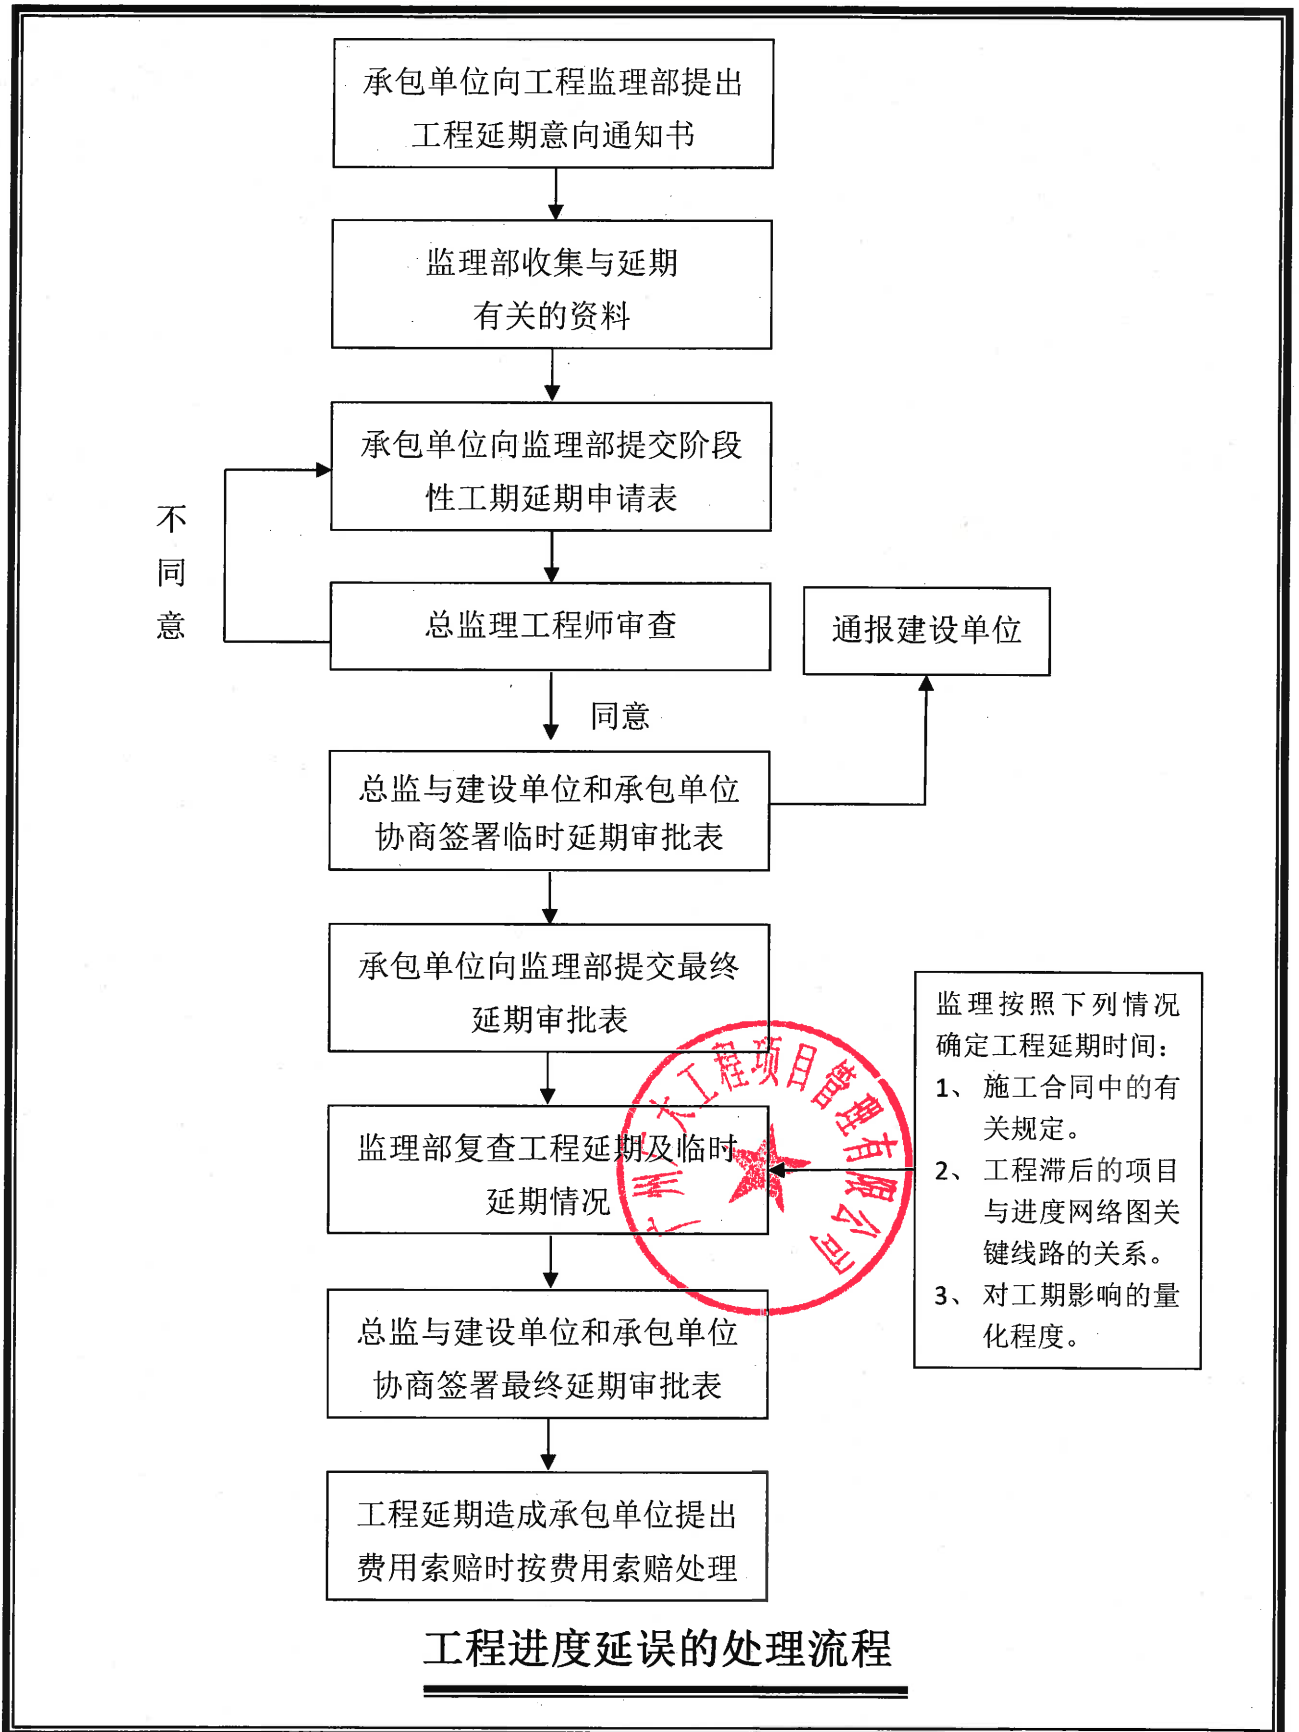 承包单位向工程监理部提出
工程延期意向通知书
监理部收集与延期
有关的资料
承包单位向监理部提交阶段
性工期延期申请表
不
同
意
总监理工程师审查
通报建设单位
同意
总监与建设单位和承包单位
协商签署临时延期审批表
承包单位向监理部提交最终
延期审批表
监理按照下列情况
确定工程延期时间：
1、 施工合同中的有
关规定。
2、 工程滞后的项目
与进度网络图关
键线路的关系。
3、 对工期影响的量
化程度。
监理部复查工程延期及临时
延期情况
广州 大工程项目管理有限公司
总监与建设单位和承包单位
协商签署最终延期审批表
工程延期造成承包单位提出
费用索赔时按费用索赔处理
工程进度延误的处理流程